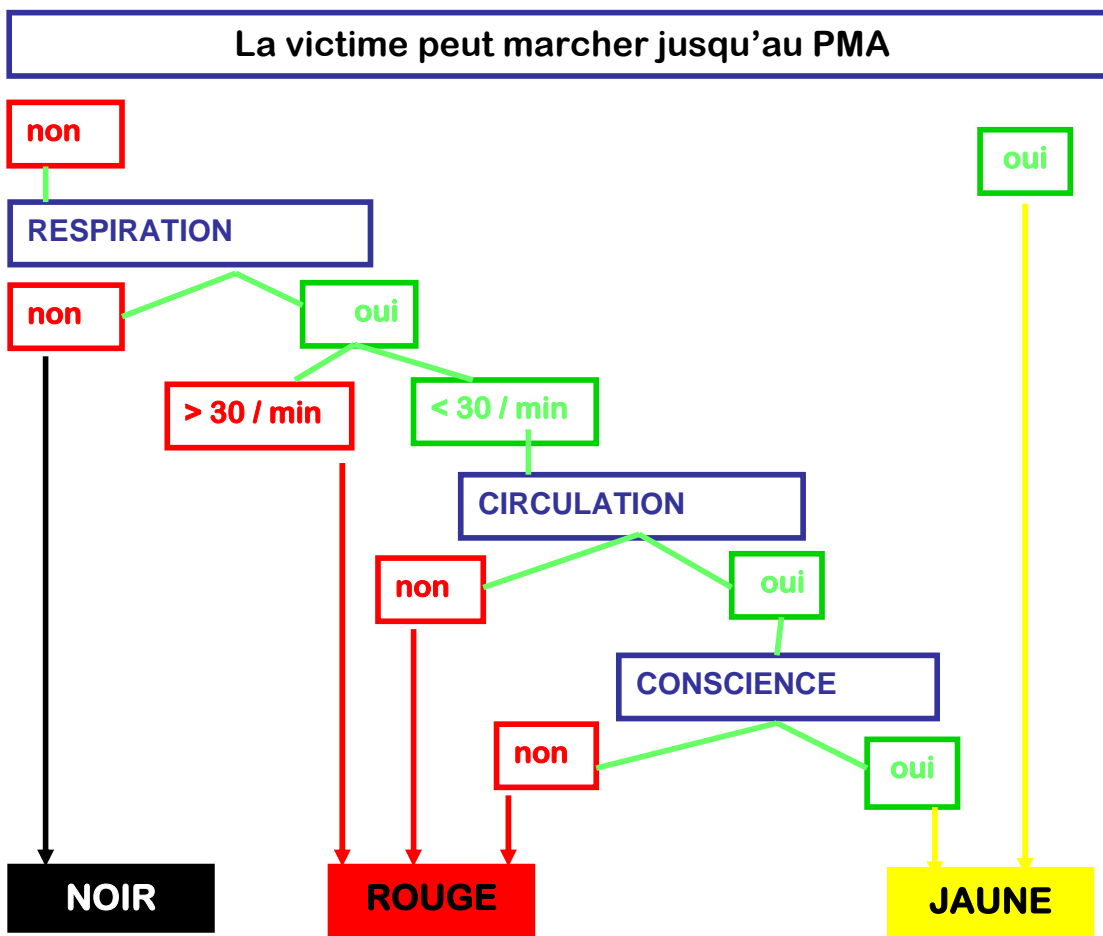 La victime peut marcher jusqu’au PMA
non
oui
RESPIRATION
non
oui
> 30 / min
< 30 / min
CIRCULATION
non
oui
CONSCIENCE
non
oui
NOIR
ROUGE
JAUNE